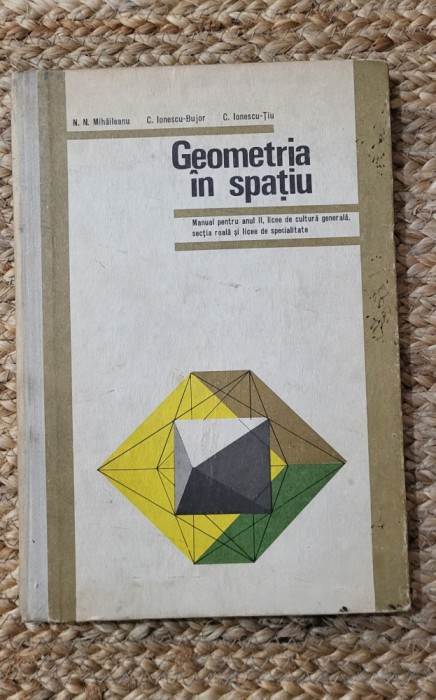 N. N. Mihăileanu C. Ionescu-Bujor C. Ionescu-Țiu
Geometria
în spațiu
Manual pentru anul II, licee de cultură generală,
secția reală și licee de specialitate